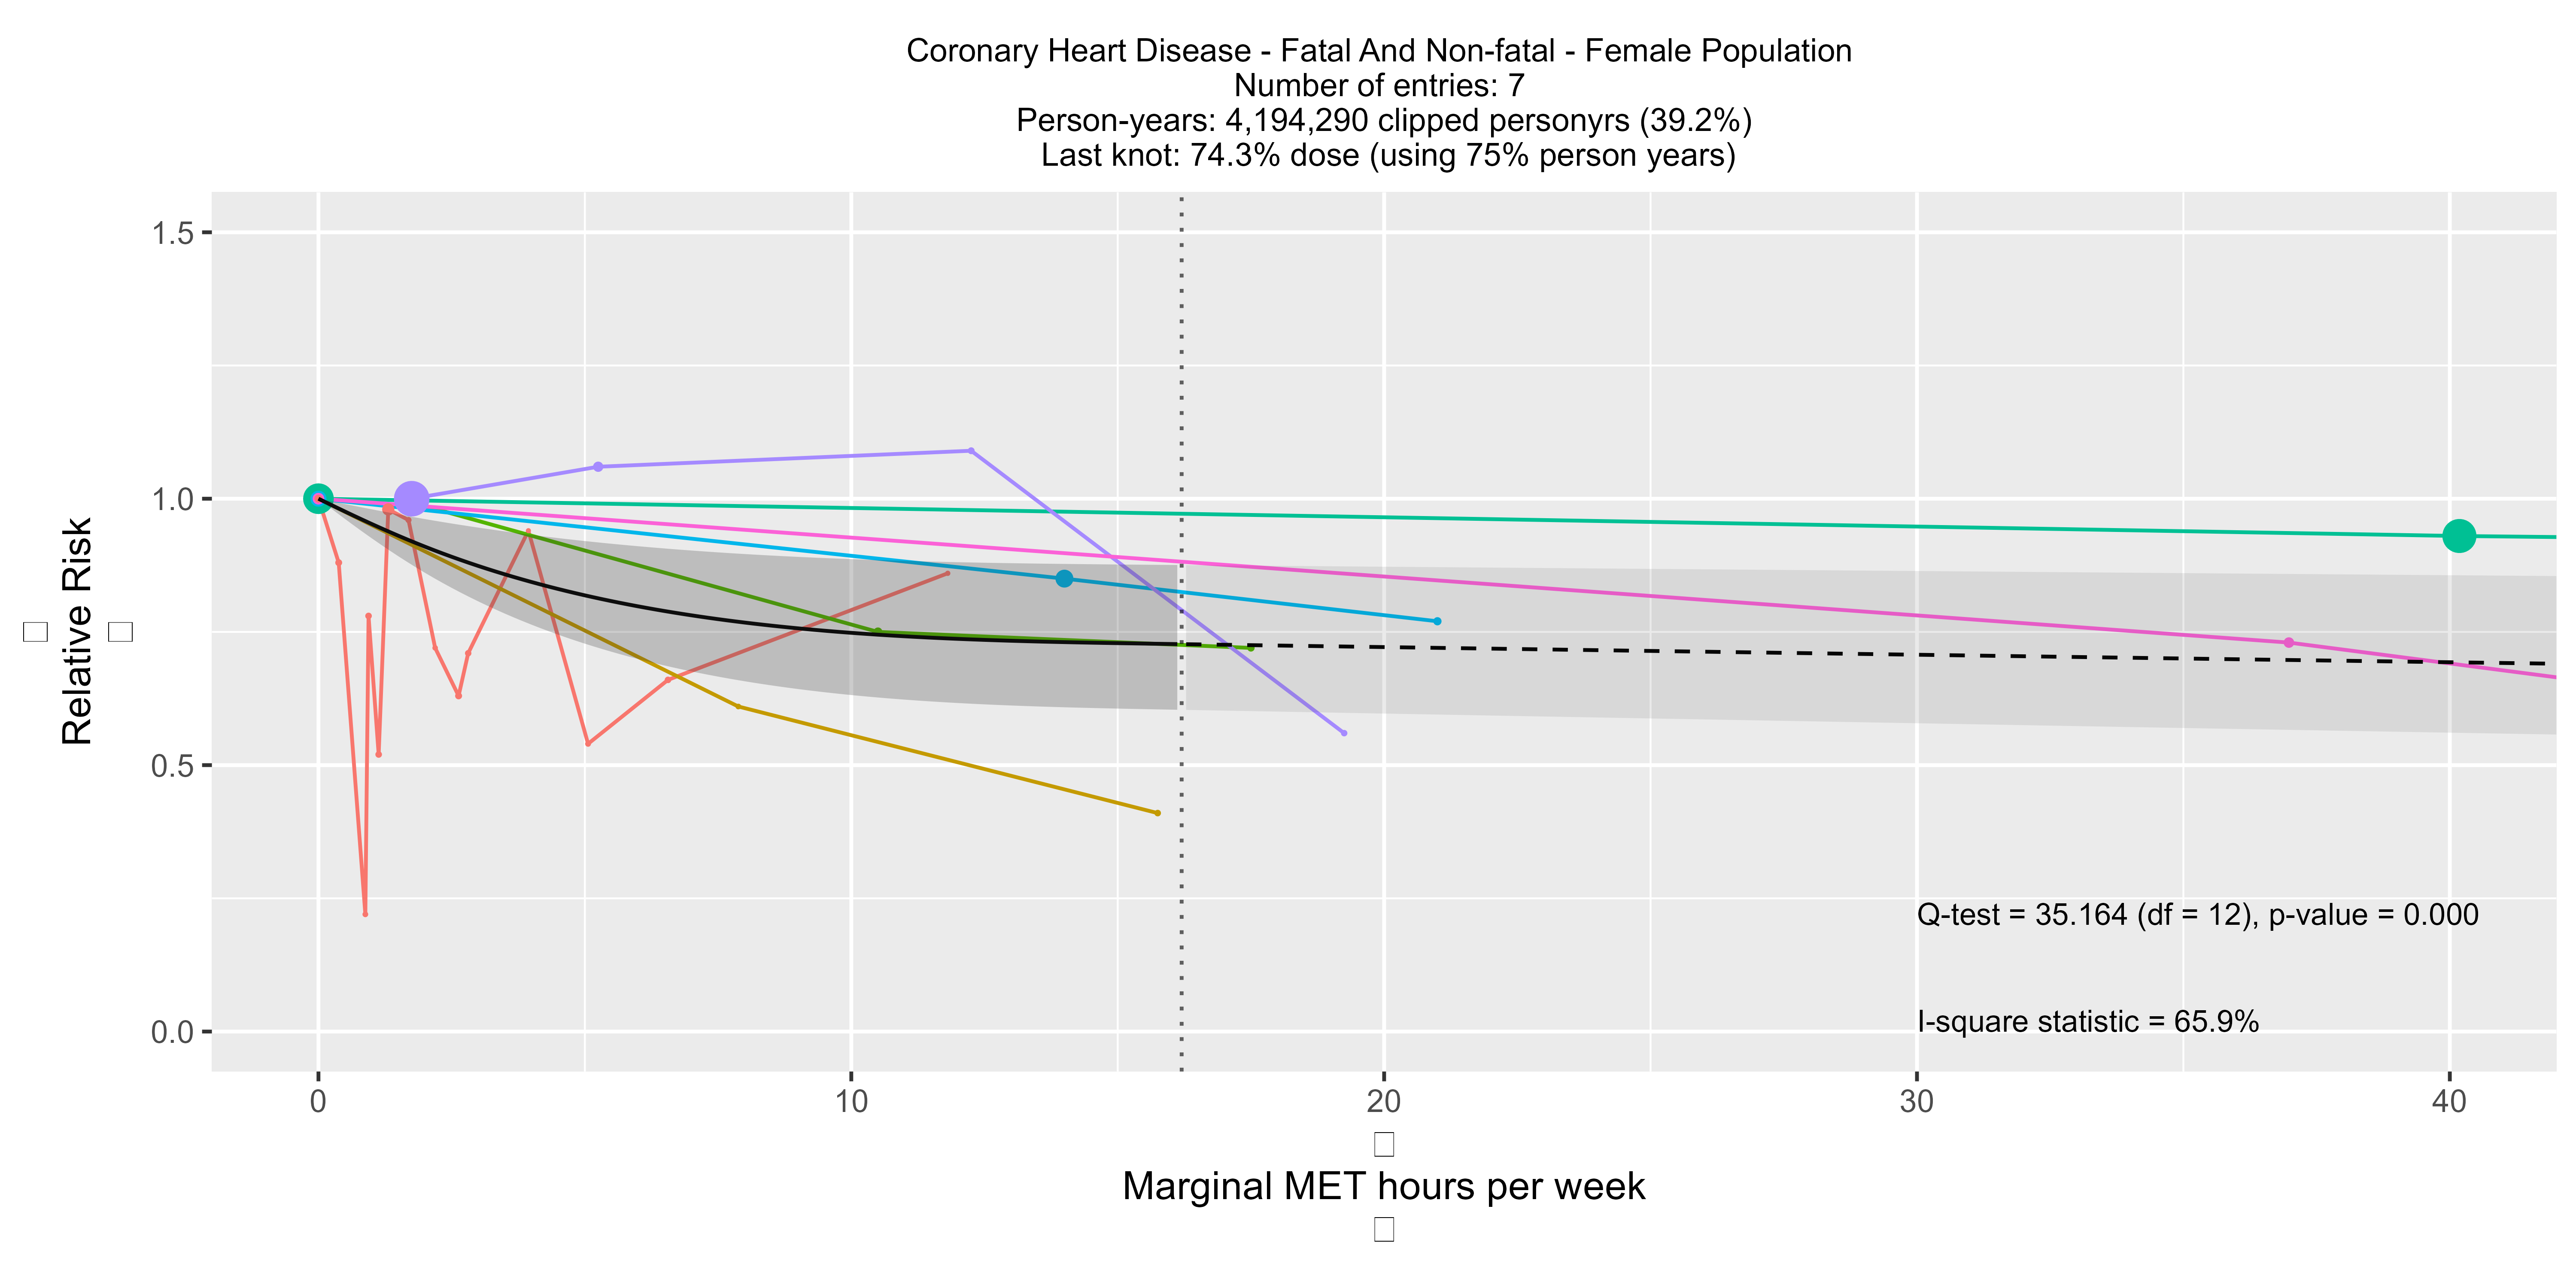 Coronary Heart Disease - Fatal And Non-fatal - Female Population
Number of entries: 7
Person-years: 4,194,290 clipped personyrs (39.2%)
Last knot: 74.3% dose (using 75% person years)
1.5
1.0
0.5
0.0
Relative Risk
Q-test = 35.164 (df = 12), p-value = 0.000
I-square statistic = 65.9%
0 10 20 30 40
Marginal MET hours per week